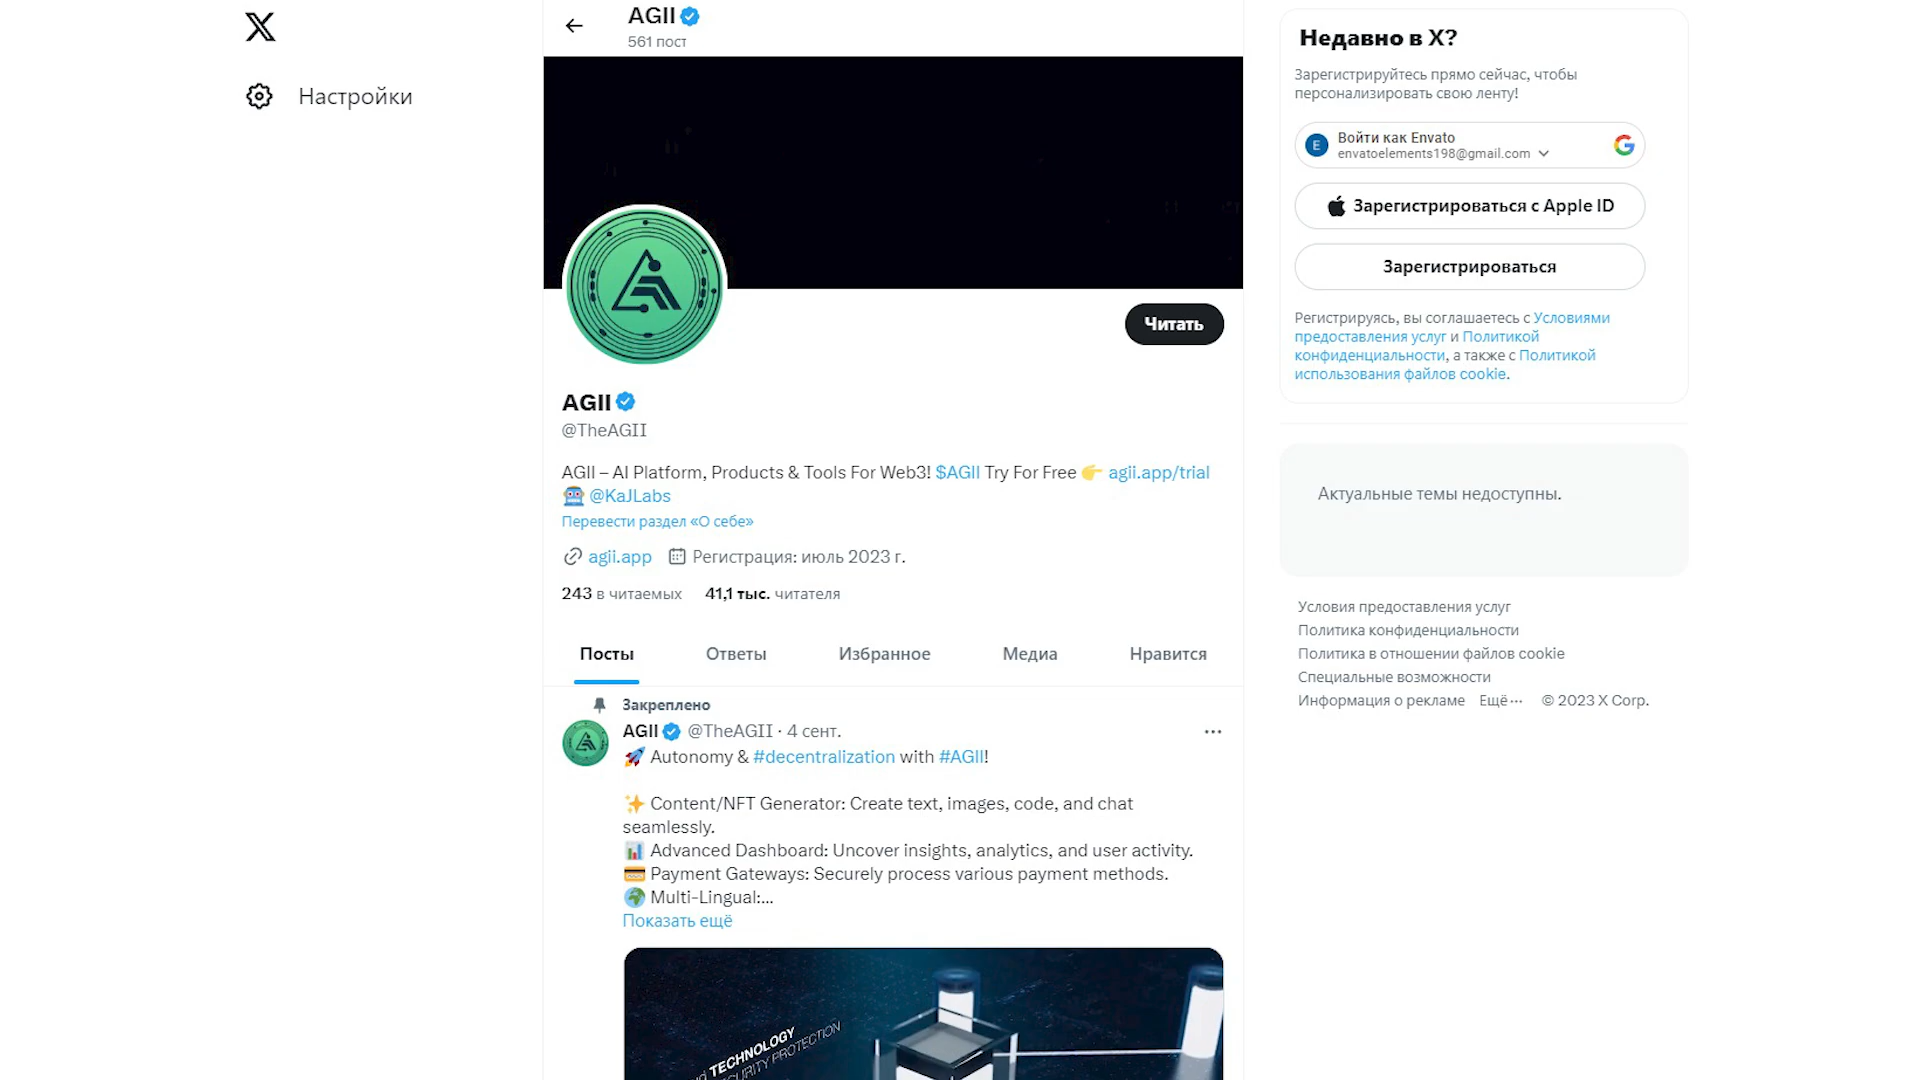 Настройки
AGII
561 пост
Читать
AGII
@TheAGII
AGII – AI Platform, Products & Tools For Web3! $AGII Try For Free 👉 agii.app/trial
🤖 @KaJLabs
Перевести раздел «О себе»
agii.app Регистрация: июль 2023 г.
243 в читаемых 41,1 тыс. читателя
Посты Ответы Избранное Медиа Нравится
Закреплено
AGII @TheAGII · 4 сент.
🚀 Autonomy & #decentralization with #AGII!
✨ Content/NFT Generator: Create text, images, code, and chat
seamlessly.
📊 Advanced Dashboard: Uncover insights, analytics, and user activity.
💳 Payment Gateways: Securely process various payment methods.
🌍 Multi-Lingual:...
Показать ещё
TECHNOLOGY
PROTECTION
Недавно в X?
Зарегистрируйтесь прямо сейчас, чтобы
персонализировать свою ленту!
E
Войти как Envato
envatoelements198@gmail.com
Зарегистрироваться с Apple ID
Зарегистрироваться
Регистрируясь, вы соглашаетесь с Условиями
предоставления услуг и Политикой
конфиденциальности, а также с Политикой
использования файлов cookie.
Актуальные темы недоступны.
Условия предоставления услуг
Политика конфиденциальности
Политика в отношении файлов cookie
Специальные возможности
Информация о рекламе Ещё··· © 2023 X Corp.